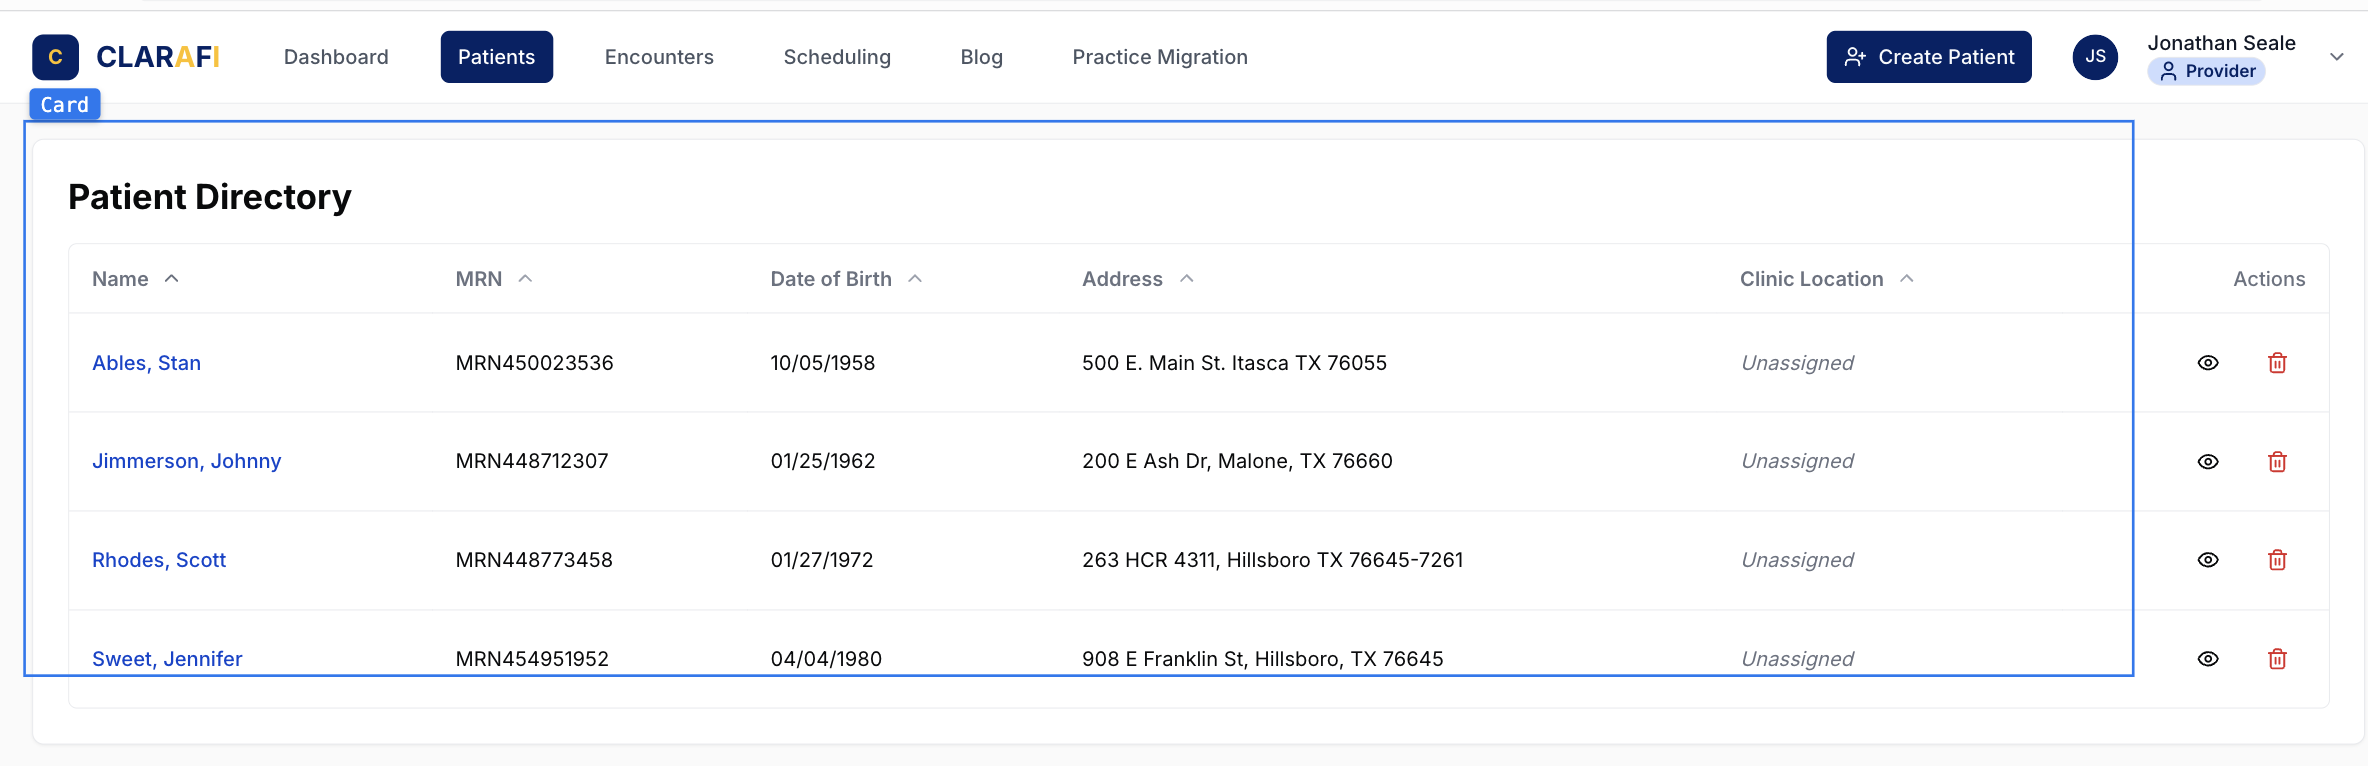 C CLARAFI Dashboard Patients Encounters Scheduling Blog Practice Migration Create Patient JS Jonathan Seale
Provider
Card
Patient Directory
Name MRN Date of Birth Address Clinic Location Actions
Ables, Stan MRN450023536 10/05/1958 500 E. Main St. Itasca TX 76055 Unassigned
Jimmerson, Johnny MRN448712307 01/25/1962 200 E Ash Dr, Malone, TX 76660 Unassigned
Rhodes, Scott MRN448773458 01/27/1972 263 HCR 4311, Hillsboro TX 76645-7261 Unassigned
Sweet, Jennifer MRN454951952 04/04/1980 908 E Franklin St, Hillsboro, TX 76645 Unassigned